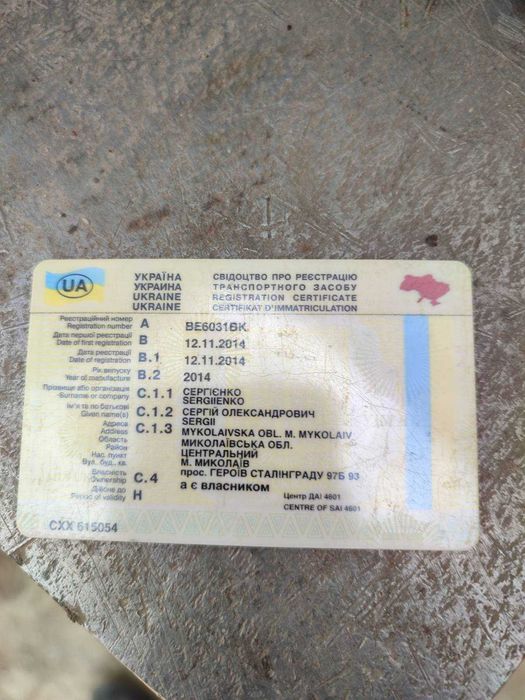 UA
УКРАЇНА
УКРАИНА
UKRAINE
UKRAINE
СВІДОЦТВО ПРО РЕЄСТРАЦІЮ
ТРАНСПОРТНОГО ЗАСОБУ
REGISTRATION CERTIFICATE
CERTIFIKAT D'IMMATRICULATION
Реєстраційний номер
Registration number A BE6031BK
Дата першої реєстрації
Date of first registration B 12.11.2014
Дата реєстрації
Date of registration B.1 12.11.2014
Рік випуску
Year of manufacture B.2 2014
Прізвище або організація C.1.1 СЕРГІЄНКО
Surname or company SERGIIENKO
Ім'я та по батькові C.1.2 СЕРГІЙ ОЛЕКСАНДРОВИЧ
Given name(s) SERGII
Адреса C.1.3 MYKOLAIVSKA OBL. M. MYKOLAIV
Address
Область МИКОЛАЇВСЬКА ОБЛ.
Район ЦЕНТРАЛЬНИЙ
Нас. пункт М. МИКОЛАЇВ
Вул. буд. кв. прос. ГЕРОЇВ СТАЛІНГРАДУ 97Б 93
Власність
Ownership C.4 а є власником
Дійсне до
Period of validity H
Центр ДАІ 4601
CENTRE OF SAI 4601
CXX 615054